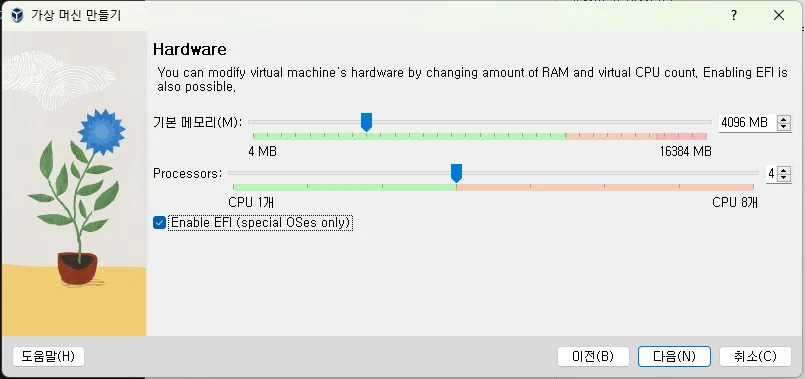 가상 머신 만들기
?
Hardware
You can modify virtual machine's hardware by changing amount of RAM and virtual CPU count. Enabling EFI is
also possible.
기본 메모리(M):
4096 MB
4 MB
16384 MB
Processors:
4
CPU 1개
CPU 8개
Enable EFI (special OSes only)
도움말(H)
이전(B)
다음(N)
취소(C)